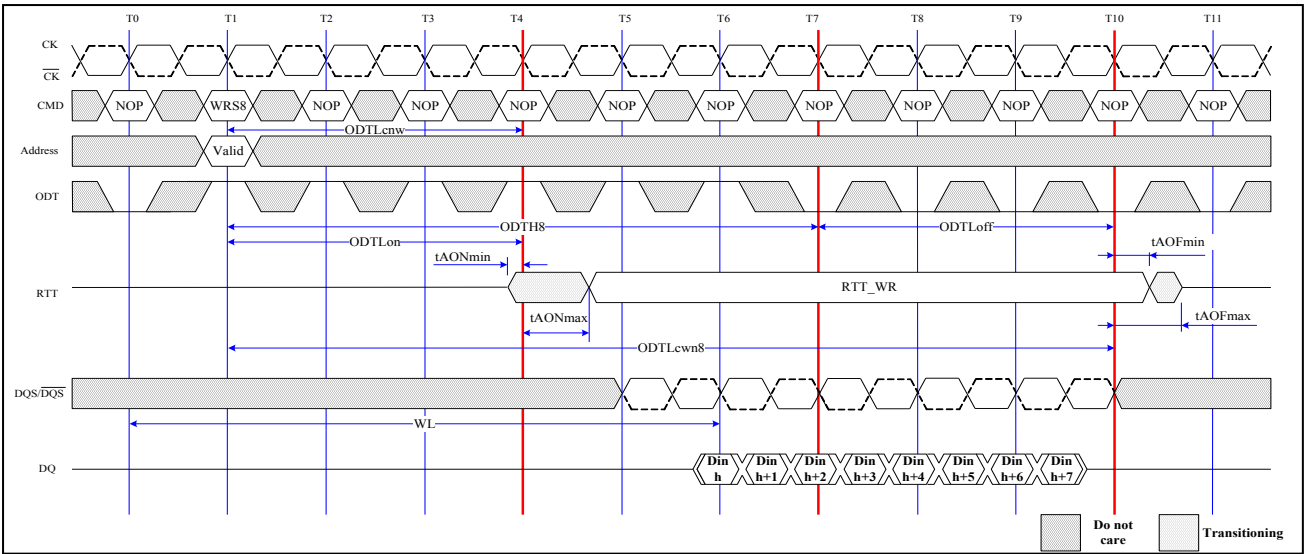 T0 T1 T2 T3 T4 T5 T6 T7 T8 T9 T10 T11
CK
CK
CMD NOP WRS8 NOP NOP NOP NOP NOP NOP NOP NOP NOP NOP
ODTLcnw
Address Valid
ODT
ODTH8 ODTLoff
ODTLon
tAONmin tAOFmin
RTT RTT_WR
tAONmax tAOFmax
ODTLcwn8
DQS/DQS
WL
DQ
Din h Din h+1 Din h+2 Din h+3 Din h+4 Din h+5 Din h+6 Din h+7
Do not care Transitioning